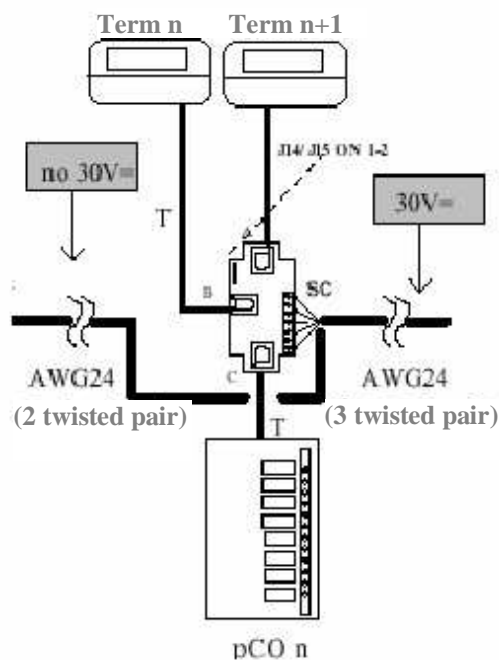 Term n Term n+1
J14/ J15 ON 1-2
no 30V=
30V=
T
A
B
SC
AWG24
(2 twisted pair)
AWG24
(3 twisted pair)
C
T
pCO n